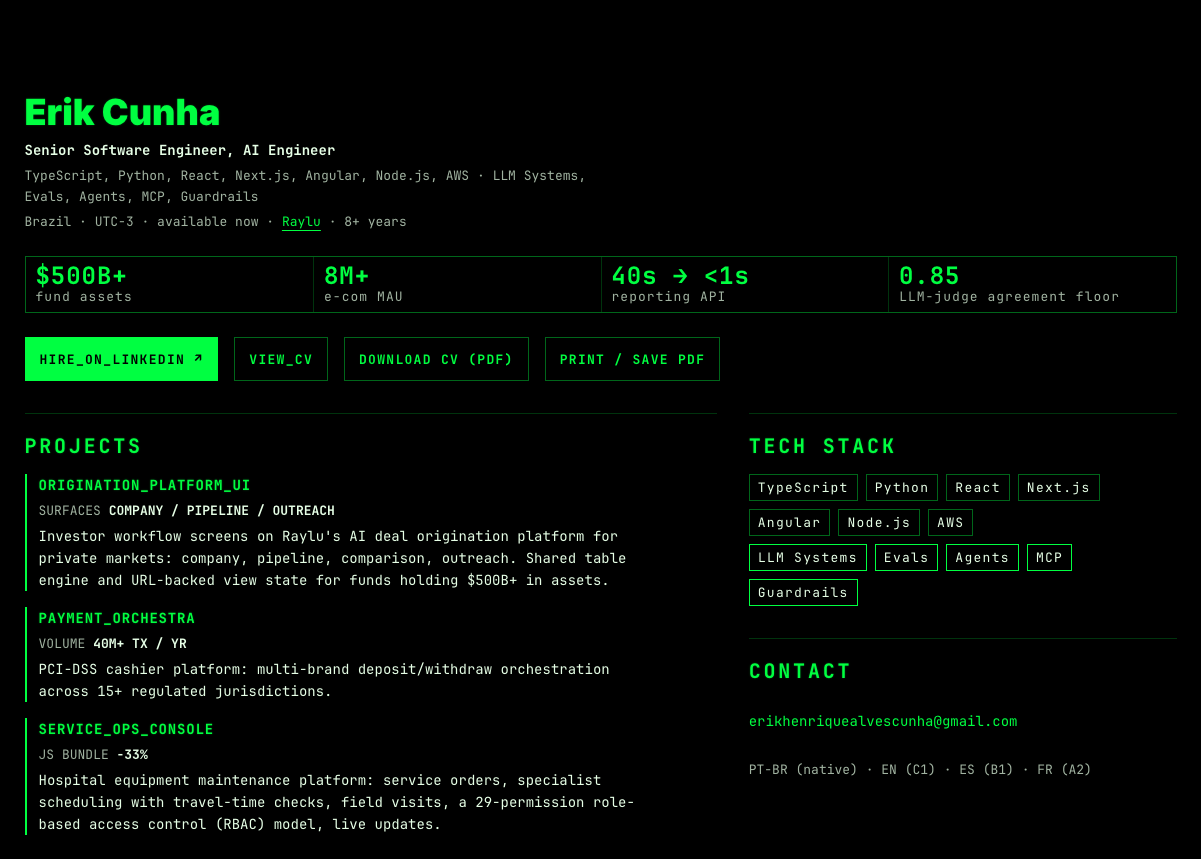 Erik Cunha
Senior Software Engineer, AI Engineer
TypeScript, Python, React, Next.js, Angular, Node.js, AWS · LLM Systems,
Evals, Agents, MCP, Guardrails
Brazil · UTC-3 · available now · Raylu · 8+ years
$500B+
fund assets
8M+
e-com MAU
40s → <1s
reporting API
0.85
LLM-judge agreement floor
HIRE_ON_LINKEDIN ↗
VIEW_CV
DOWNLOAD CV (PDF)
PRINT / SAVE PDF
PROJECTS
ORIGINATION_PLATFORM_UI
SURFACES COMPANY / PIPELINE / OUTREACH
Investor workflow screens on Raylu's AI deal origination platform for
private markets: company, pipeline, comparison, outreach. Shared table
engine and URL-backed view state for funds holding $500B+ in assets.
PAYMENT_ORCHESTRA
VOLUME 40M+ TX / YR
PCI-DSS cashier platform: multi-brand deposit/withdraw orchestration
across 15+ regulated jurisdictions.
SERVICE_OPS_CONSOLE
JS BUNDLE -33%
Hospital equipment maintenance platform: service orders, specialist
scheduling with travel-time checks, field visits, a 29-permission role-
based access control (RBAC) model, live updates.
TECH STACK
TypeScript
Python
React
Next.js
Angular
Node.js
AWS
LLM Systems
Evals
Agents
MCP
Guardrails
CONTACT
erikhenriquealvescunha@gmail.com
PT-BR (native) · EN (C1) · ES (B1) · FR (A2)